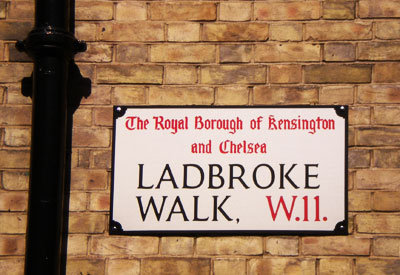 The Royal Borough of Kensington
and Chelsea
LADBROKE
WALK, W.11.